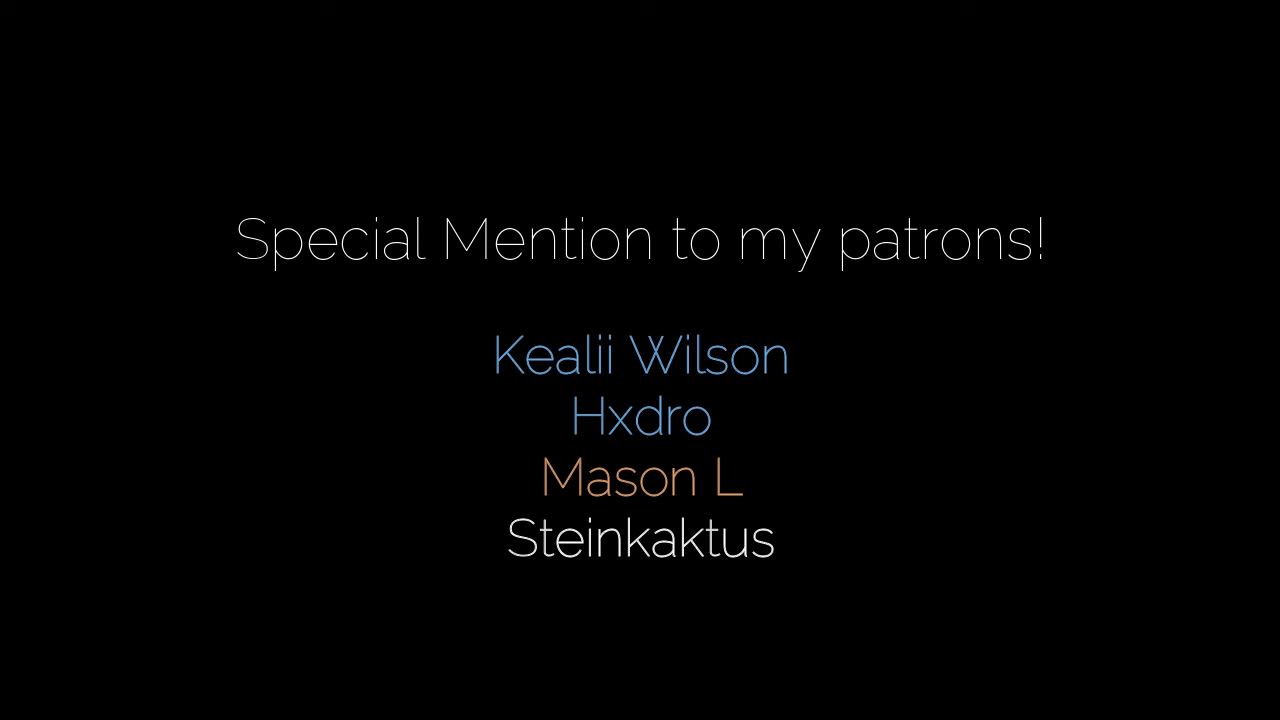 Special Mention to my patrons!
Kealii Wilson
Hxdro
Mason L
Steinkaktus